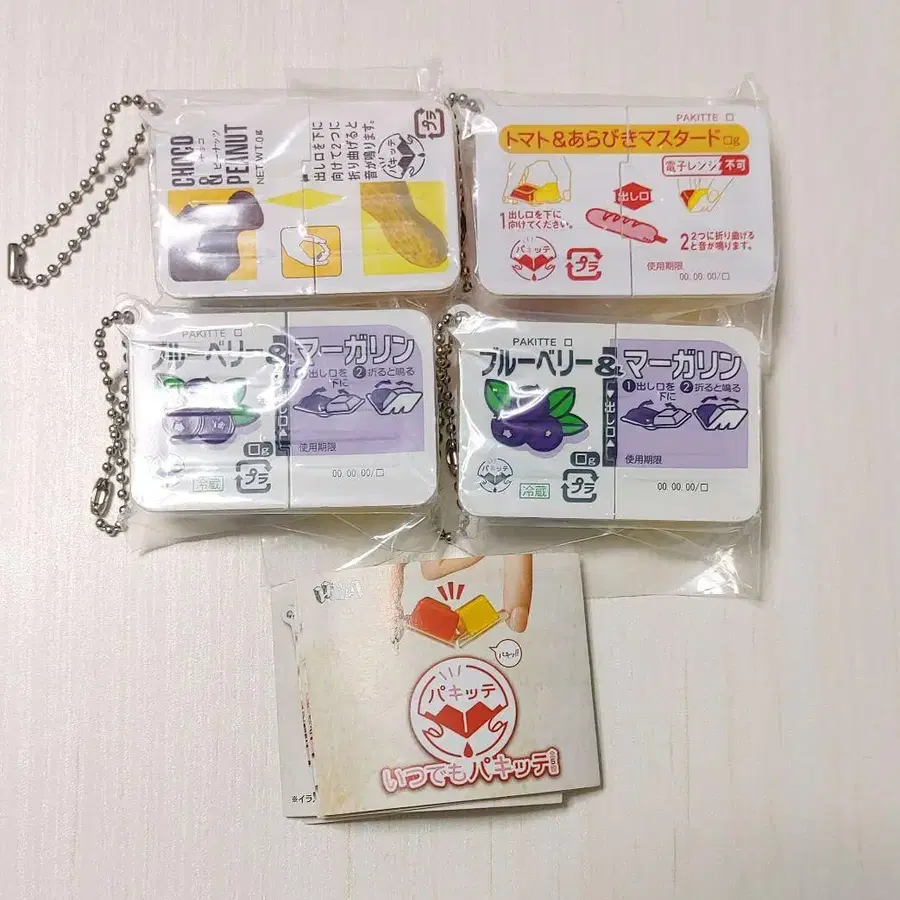 CHOCO
&
PEANUT
チョコ
ピーナッツ
NET WT.0g
出し口を下に
向けて2つに
折り曲げると
音が鳴ります。
パキッテ
プラ
PAKITTE □
トマト&あらびきマスタード □g
電子レンジ 不可
出し口
1 出し口を下に
向けてください。
2 2つに折り曲げる
と音が鳴ります。
パキッテ
プラ
使用期限
00.00.00/□
PAKITTE □
ブルーベリー&マーガリン
出し口を ②折ると鳴る
下に
使用期限
□g
冷蔵
プラ
00.00.00/□
PAKITTE □
ブルーベリー&マーガリン
①出し口を ②折ると鳴る
下に
▼出し口▲
使用期限
パキッテ
□g
冷蔵
プラ
00.00.00/□
パキッ!!
パキッテ
いつでもパキッテ
※イラ